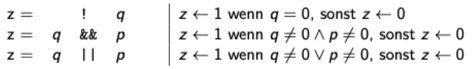 z = ! q | z ← 1 wenn q = 0, sonst z ← 0
z = q && p | z ← 1 wenn q ≠ 0 ∧ p ≠ 0, sonst z ← 0
z = q || p | z ← 1 wenn q ≠ 0 ∨ p ≠ 0, sonst z ← 0